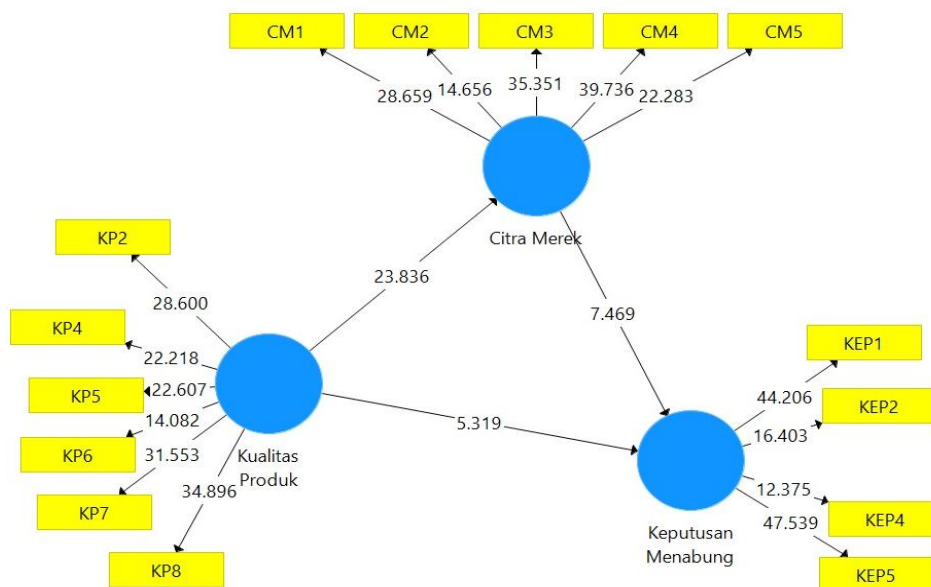 CM1
CM2
CM3
CM4
CM5
28.659
14.656
35.351
39.736
22.283
Citra Merek
KP2
KP4
KP5
KP6
KP7
KP8
28.600
22.218
22.607
14.082
31.553
34.896
Kualitas
Produk
23.836
5.319
7.469
Keputusan
Menabung
KEP1
KEP2
KEP4
KEP5
44.206
16.403
12.375
47.539